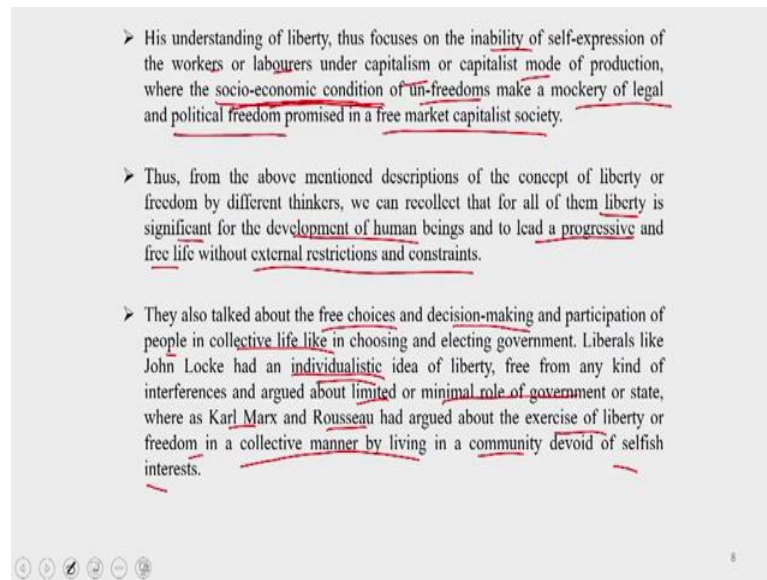 ➤ His understanding of liberty, thus focuses on the inability of self-expression of
the workers or labourers under capitalism or capitalist mode of production,
where the socio-economic condition of un-freedoms make a mockery of legal
and political freedom promised in a free market capitalist society.
➤ Thus, from the above mentioned descriptions of the concept of liberty or
freedom by different thinkers, we can recollect that for all of them liberty is
significant for the development of human beings and to lead a progressive and
free life without external restrictions and constraints.
➤ They also talked about the free choices and decision-making and participation of
people in collective life like in choosing and electing government. Liberals like
John Locke had an individualistic idea of liberty, free from any kind of
interferences and argued about limited or minimal role of government or state,
where as Karl Marx and Rousseau had argued about the exercise of liberty or
freedom in a collective manner by living in a community devoid of selfish
interests.
8